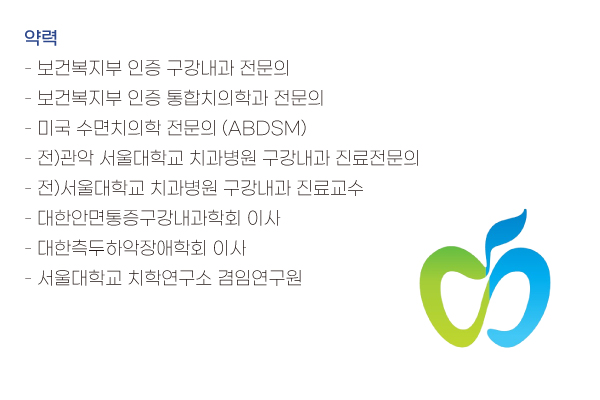 약력
- 보건복지부 인증 구강내과 전문의
- 보건복지부 인증 통합치의학과 전문의
- 미국 수면치의학 전문의 (ABDSM)
- 전)관악 서울대학교 치과병원 구강내과 진료전문의
- 전)서울대학교 치과병원 구강내과 진료교수
- 대한안면통증구강내과학회 이사
- 대한측두하악장애학회 이사
- 서울대학교 치학연구소 겸임연구원